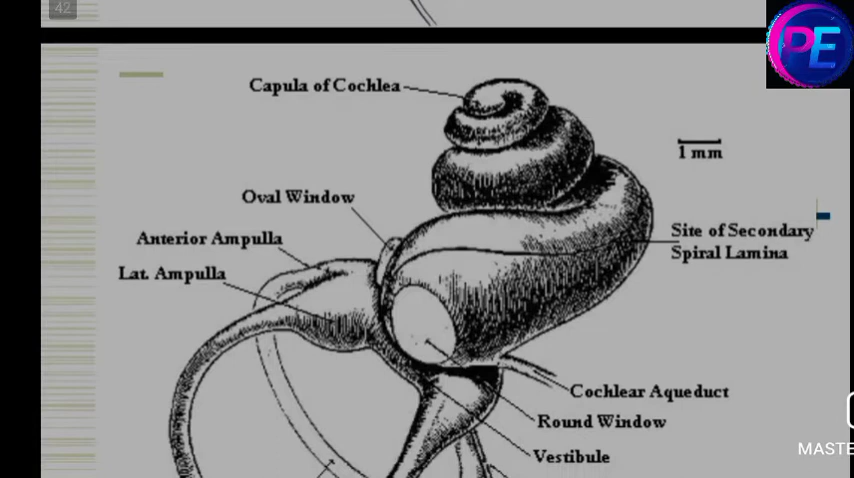 42
PE
Capula of Cochlea
1 mm
Oval Window
Anterior Ampulla
Lat. Ampulla
Site of Secondary
Spiral Lamina
Cochlear Aqueduct
Round Window
Vestibule